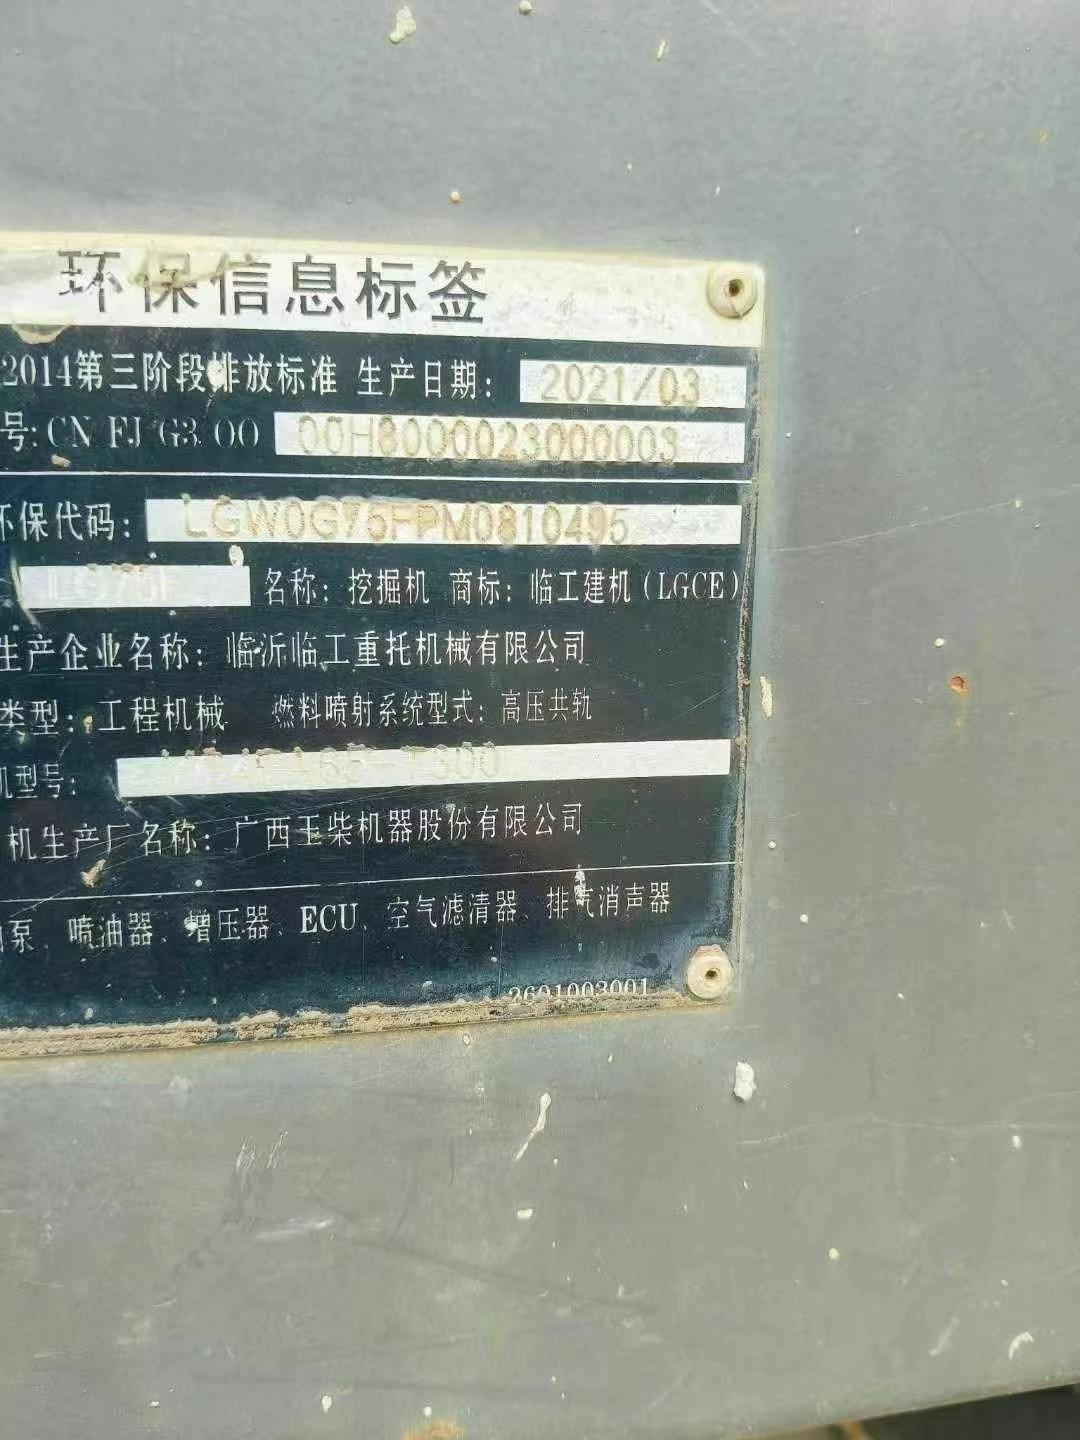 环保信息标签
2014第三阶段排放标准 生产日期: 2021/03
号: CN FJ G3 00 00H8000023000003
环保代码: LGW0G75FPM0810495
LG75F 名称: 挖掘机 商标: 临工建机(LGCE)
生产企业名称: 临沂临工重托机械有限公司
类型: 工程机械 燃料喷射系统型式: 高压共轨
机型号:
机生产厂名称: 广西玉柴机器股份有限公司
油泵、喷油器、增压器、ECU、空气滤清器、排气消声器
2601003001